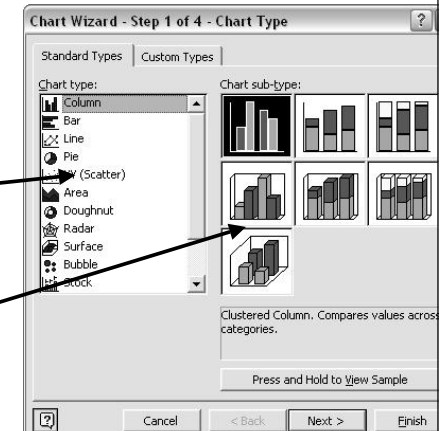 Chart Wizard - Step 1 of 4 - Chart Type
?
Standard Types
Custom Types
Chart type:
Column
Bar
Line
Pie
(Scatter)
Area
Doughnut
Radar
Surface
Bubble
Stock
Chart sub-type:
Clustered Column. Compares values across
categories.
Press and Hold to View Sample
?
Cancel
< Back
Next >
Finish